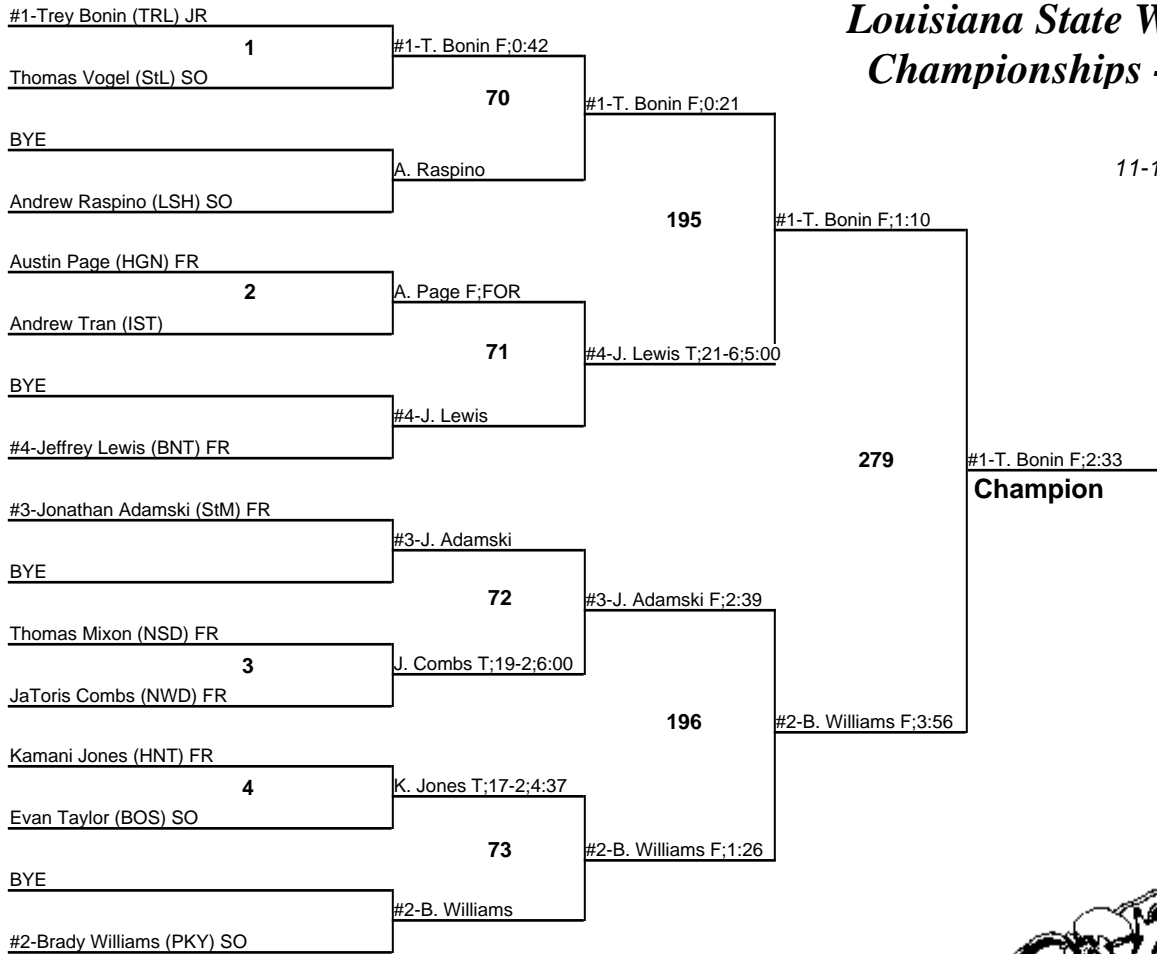 Louisiana State W
Championships -
11-1
#1-Trey Bonin (TRL) JR
1
Thomas Vogel (StL) SO
BYE
Andrew Raspino (LSH) SO
Austin Page (HGN) FR
2
Andrew Tran (IST)
BYE
#4-Jeffrey Lewis (BNT) FR
#3-Jonathan Adamski (StM) FR
BYE
Thomas Mixon (NSD) FR
3
JaToris Combs (NWD) FR
Kamani Jones (HNT) FR
4
Evan Taylor (BOS) SO
BYE
#2-Brady Williams (PKY) SO
#1-T. Bonin F;0:42
70
A. Raspino
A. Page F;FOR
71
#4-J. Lewis
#3-J. Adamski
72
J. Combs T;19-2;6:00
K. Jones T;17-2;4:37
73
#2-B. Williams
#1-T. Bonin F;0:21
195
#4-J. Lewis T;21-6;5:00
#3-J. Adamski F;2:39
196
#2-B. Williams F;1:26
#1-T. Bonin F;1:10
279
#2-B. Williams F;3:56
#1-T. Bonin F;2:33
Champion